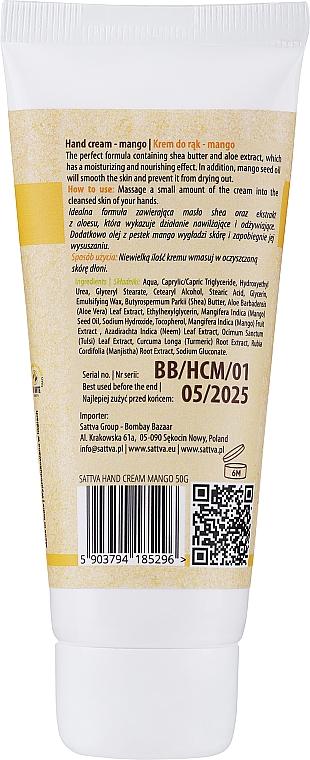 Hand cream - mango | Krem do rąk - mango
The perfect formula containing shea butter and aloe extract, which
has a moisturizing and nourishing effect. In addition, mango seed oil
will smooth the skin and prevent it from drying out.
How to use: Massage a small amount of the cream into the
cleansed skin of your hands.
Idealna formuła zawierająca masło shea oraz ekstrakt
z aloesu, która wykazuje działanie nawilżające i odżywiające.
Dodatkowo olej z pestek mango wygładzi skórę i zapobiegnie jej
wysuszaniu.
Sposób użycia: Niewielką ilość kremu wmasuj w oczyszczoną
skórę dłoni.
Ingredients | Składniki: Aqua, Caprylic/Capric Triglyceride, Hydroxyethyl
Urea, Glyceryl Stearate, Cetearyl Alcohol, Stearic Acid, Glycerin,
Emulsifying Wax, Butyrospermum Parkii (Shea) Butter, Aloe Barbadensis
(Aloe Vera) Leaf Extract, Ethylhexylglycerin, Mangifera Indica (Mango)
Seed Oil, Sodium Hydroxide, Tocopherol, Mangifera Indica (Mango) Fruit
Extract , Azadirachta Indica (Neem) Leaf Extract, Ocimum Sanctum
(Tulsi) Leaf Extract, Curcuma Longa (Turmeric) Root Extract, Rubia
Cordifolia (Manjistha) Root Extract, Sodium Gluconate.
Serial no. | Nr serii: BB/HCM/01
Best used before the end |
Najlepiej zużyć przed końcem: 05/2025
Importer:
Sattva Group - Bombay Bazaar
Al. Krakowska 61a, 05-090 Sękocin Nowy, Poland
info@sattva.pl | www.sattva.eu | www.sattva.pl
6M
SATTVA HAND CREAM MANGO 50G
5 903794 185296 >